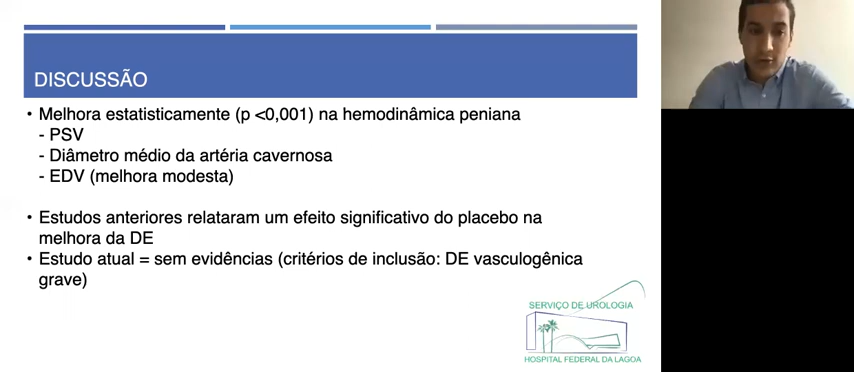 DISCUSSÃO
• Melhora estatisticamente (p <0,001) na hemodinâmica peniana
- PSV
- Diâmetro médio da artéria cavernosa
- EDV (melhora modesta)
• Estudos anteriores relataram um efeito significativo do placebo na
melhora da DE
• Estudo atual = sem evidências (critérios de inclusão: DE vasculogênica
grave)
SERVIÇO DE UROLOGIA
HOSPITAL FEDERAL DA LAGOA